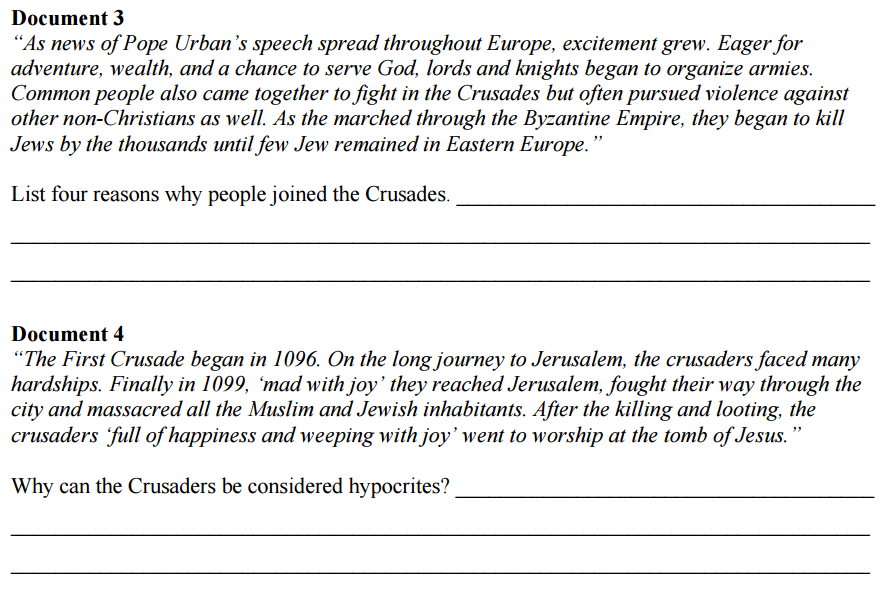 Document 3
“As news of Pope Urban’s speech spread throughout Europe, excitement grew. Eager for
adventure, wealth, and a chance to serve God, lords and knights began to organize armies.
Common people also came together to fight in the Crusades but often pursued violence against
other non-Christians as well. As the marched through the Byzantine Empire, they began to kill
Jews by the thousands until few Jew remained in Eastern Europe.”
List four reasons why people joined the Crusades. ______________________________________
______________________________________________________________________________
______________________________________________________________________________
Document 4
“The First Crusade began in 1096. On the long journey to Jerusalem, the crusaders faced many
hardships. Finally in 1099, ‘mad with joy’ they reached Jerusalem, fought their way through the
city and massacred all the Muslim and Jewish inhabitants. After the killing and looting, the
crusaders ‘full of happiness and weeping with joy’ went to worship at the tomb of Jesus.”
Why can the Crusaders be considered hypocrites? ______________________________________
______________________________________________________________________________
______________________________________________________________________________